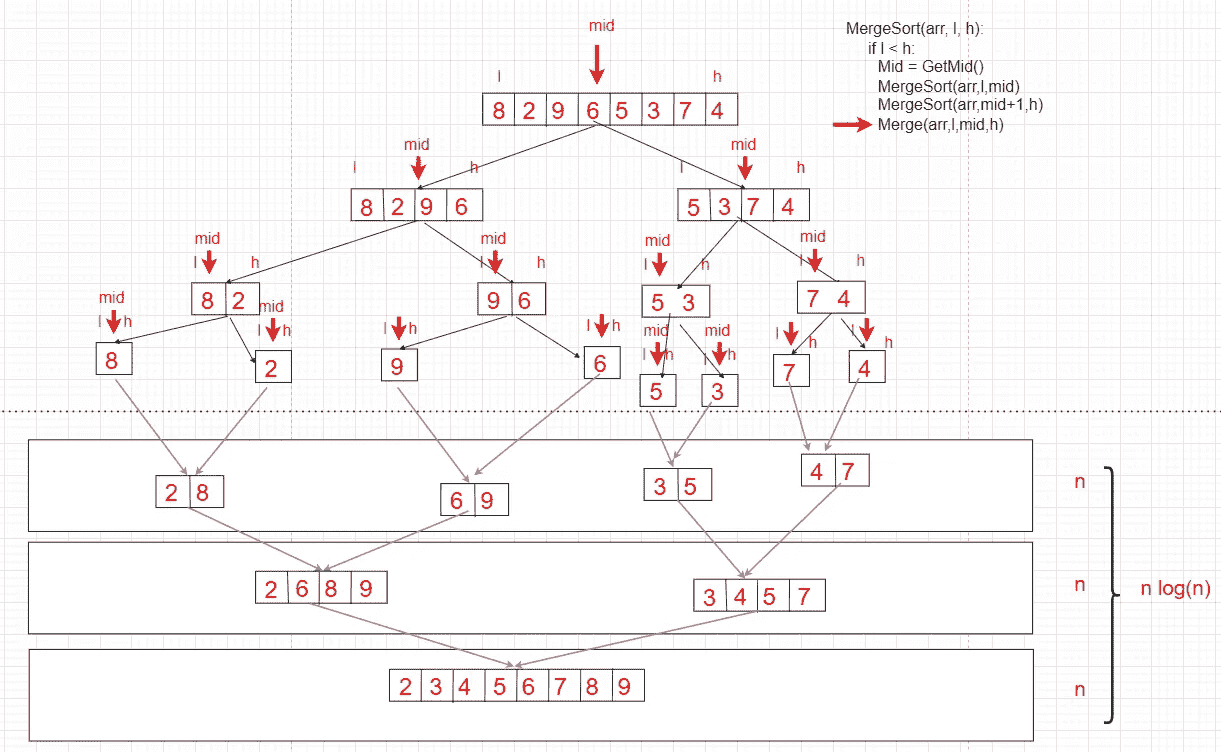 mid
MergeSort(arr, l, h):
if l < h:
Mid = GetMid()
MergeSort(arr,l,mid)
MergeSort(arr,mid+1,h)
Merge(arr,l,mid,h)
l h
8 2 9 6 5 3 7 4
mid mid
l h l h
8 2 9 6 5 3 7 4
mid mid mid mid
l h l h l h l h
8 2 9 6 5 3 7 4
mid mid mid mid
l h l h l h l h l h l h l h l h
8 2 9 6 5 3 7 4
2 8 6 9 3 5 4 7 n
2 6 8 9 3 4 5 7 n
n log(n)
2 3 4 5 6 7 8 9 n